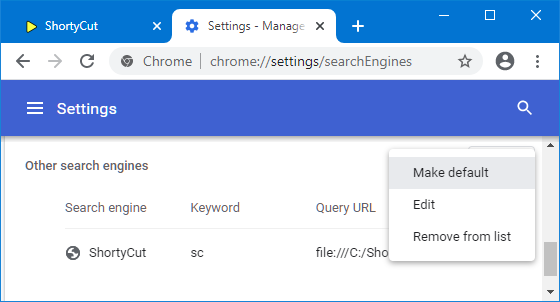 ShortyCut
Settings - Manage
Chrome | chrome://settings/searchEngines
Settings
Other search engines
Make default
Edit
Remove from list
Search engine Keyword Query URL
ShortyCut sc file:///C:/Sho